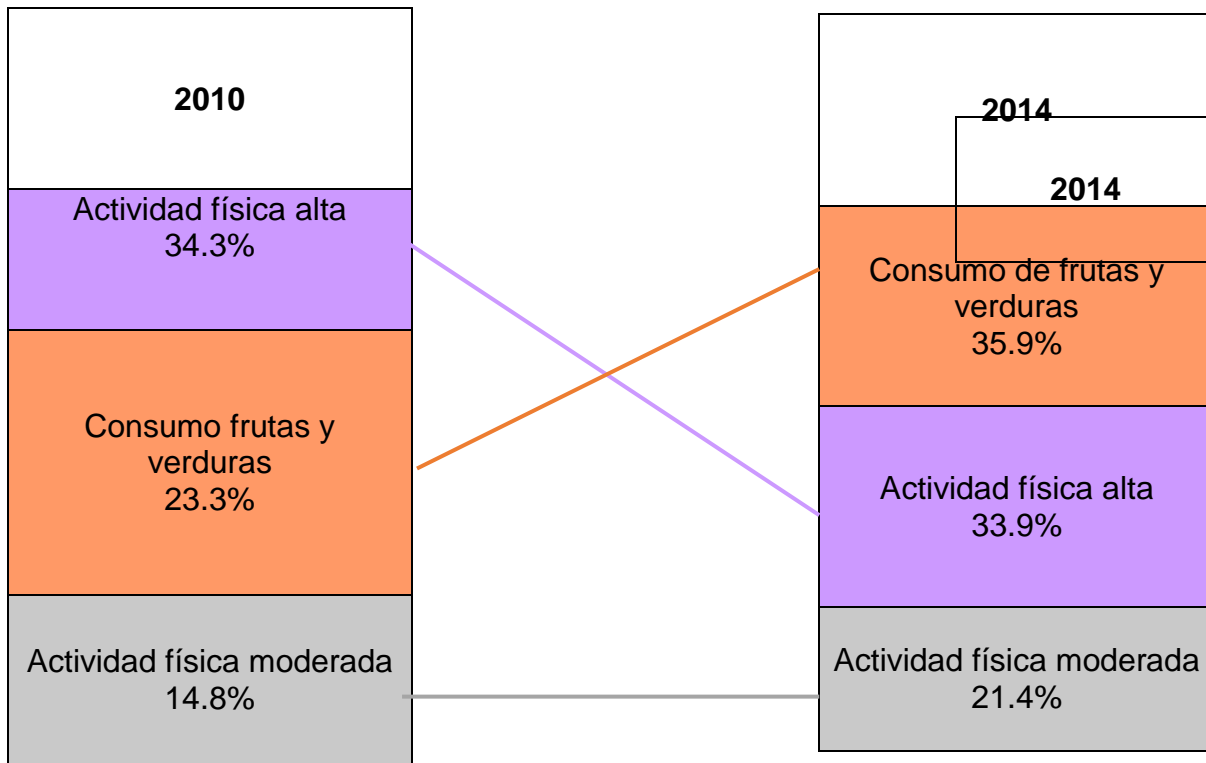 2010
Actividad física alta
34.3%
Consumo frutas y
verduras
23.3%
Actividad física moderada
14.8%
2014
2014
Consumo de frutas y
verduras
35.9%
Actividad física alta
33.9%
Actividad física moderada
21.4%